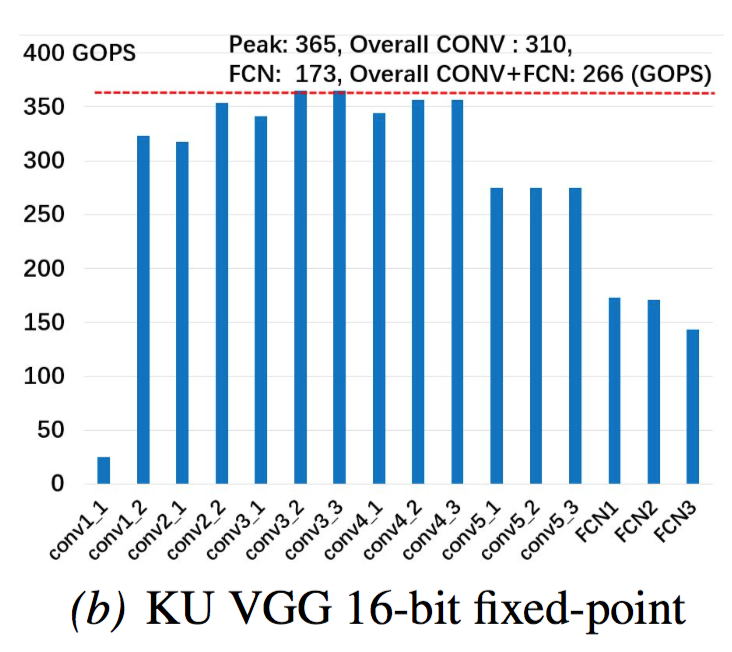 400 GOPS
Peak: 365, Overall CONV : 310,
FCN: 173, Overall CONV+FCN: 266 (GOPS)
350
300
250
200
150
100
50
0
conv1_1
conv1_2
conv2_1
conv2_2
conv3_1
conv3_2
conv3_3
conv4_1
conv4_2
conv4_3
conv5_1
conv5_2
conv5_3
FCN1
FCN2
FCN3
(b) KU VGG 16-bit fixed-point